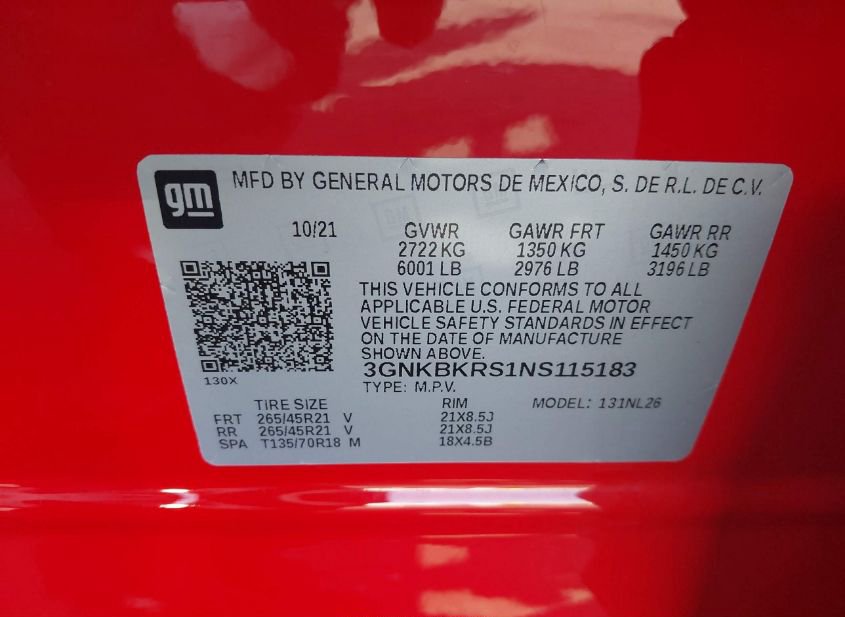 gm MFD BY GENERAL MOTORS DE MEXICO, S. DE R.L. DE C.V.
10/21 GVWR GAWR FRT GAWR RR
2722 KG 1350 KG 1450 KG
6001 LB 2976 LB 3196 LB
THIS VEHICLE CONFORMS TO ALL
APPLICABLE U.S. FEDERAL MOTOR
VEHICLE SAFETY STANDARDS IN EFFECT
ON THE DATE OF MANUFACTURE
SHOWN ABOVE.
3GNKBKRS1NS115183
130X
TYPE: M.P.V.
TIRE SIZE RIM MODEL: 131NL26
FRT 265/45R21 V 21X8.5J
RR 265/45R21 V 21X8.5J
SPA T135/70R18 M 18X4.5B